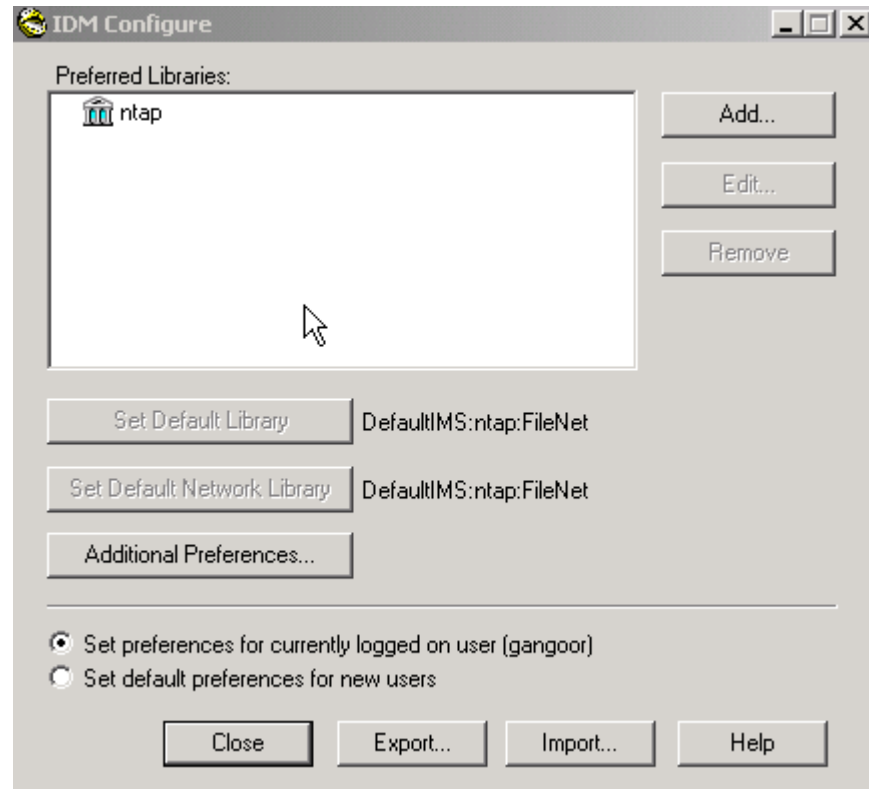 IDM Configure
Preferred Libraries:
ntap
Add...
Edit...
Remove
Set Default Library
DefaultIMS:ntap:FileNet
Set Default Network Library
DefaultIMS:ntap:FileNet
Additional Preferences...
Set preferences for currently logged on user (gangoor)
Set default preferences for new users
Close
Export...
Import...
Help